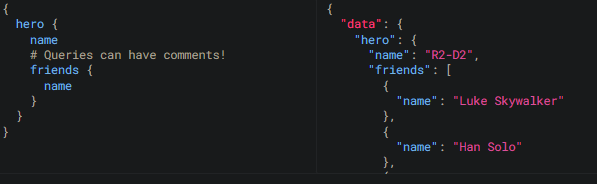 {
  hero {
    name
    # Queries can have comments!
    friends {
      name
    }
  }
}
{
  "data": {
    "hero": {
      "name": "R2-D2",
      "friends": [
        {
          "name": "Luke Skywalker"
        },
        {
          "name": "Han Solo"
        },
        {